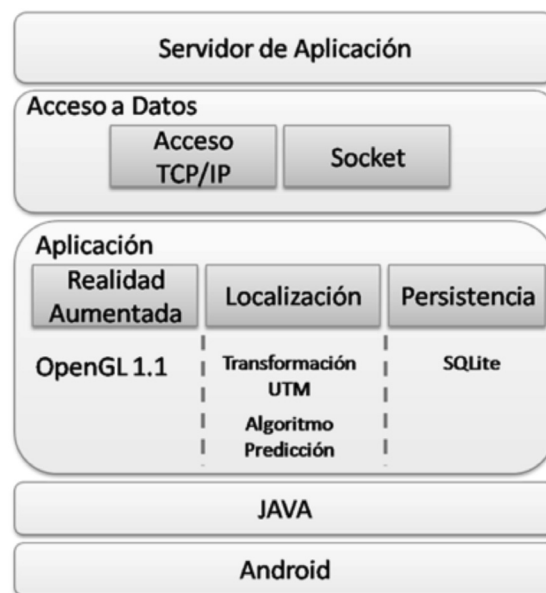 Servidor de Aplicación
Acceso a Datos
Acceso
TCP/IP
Socket
Aplicación
Realidad
Aumentada
Localización
Persistencia
OpenGL 1.1
Transformación
UTM
Algoritmo
Predicción
SQLite
JAVA
Android